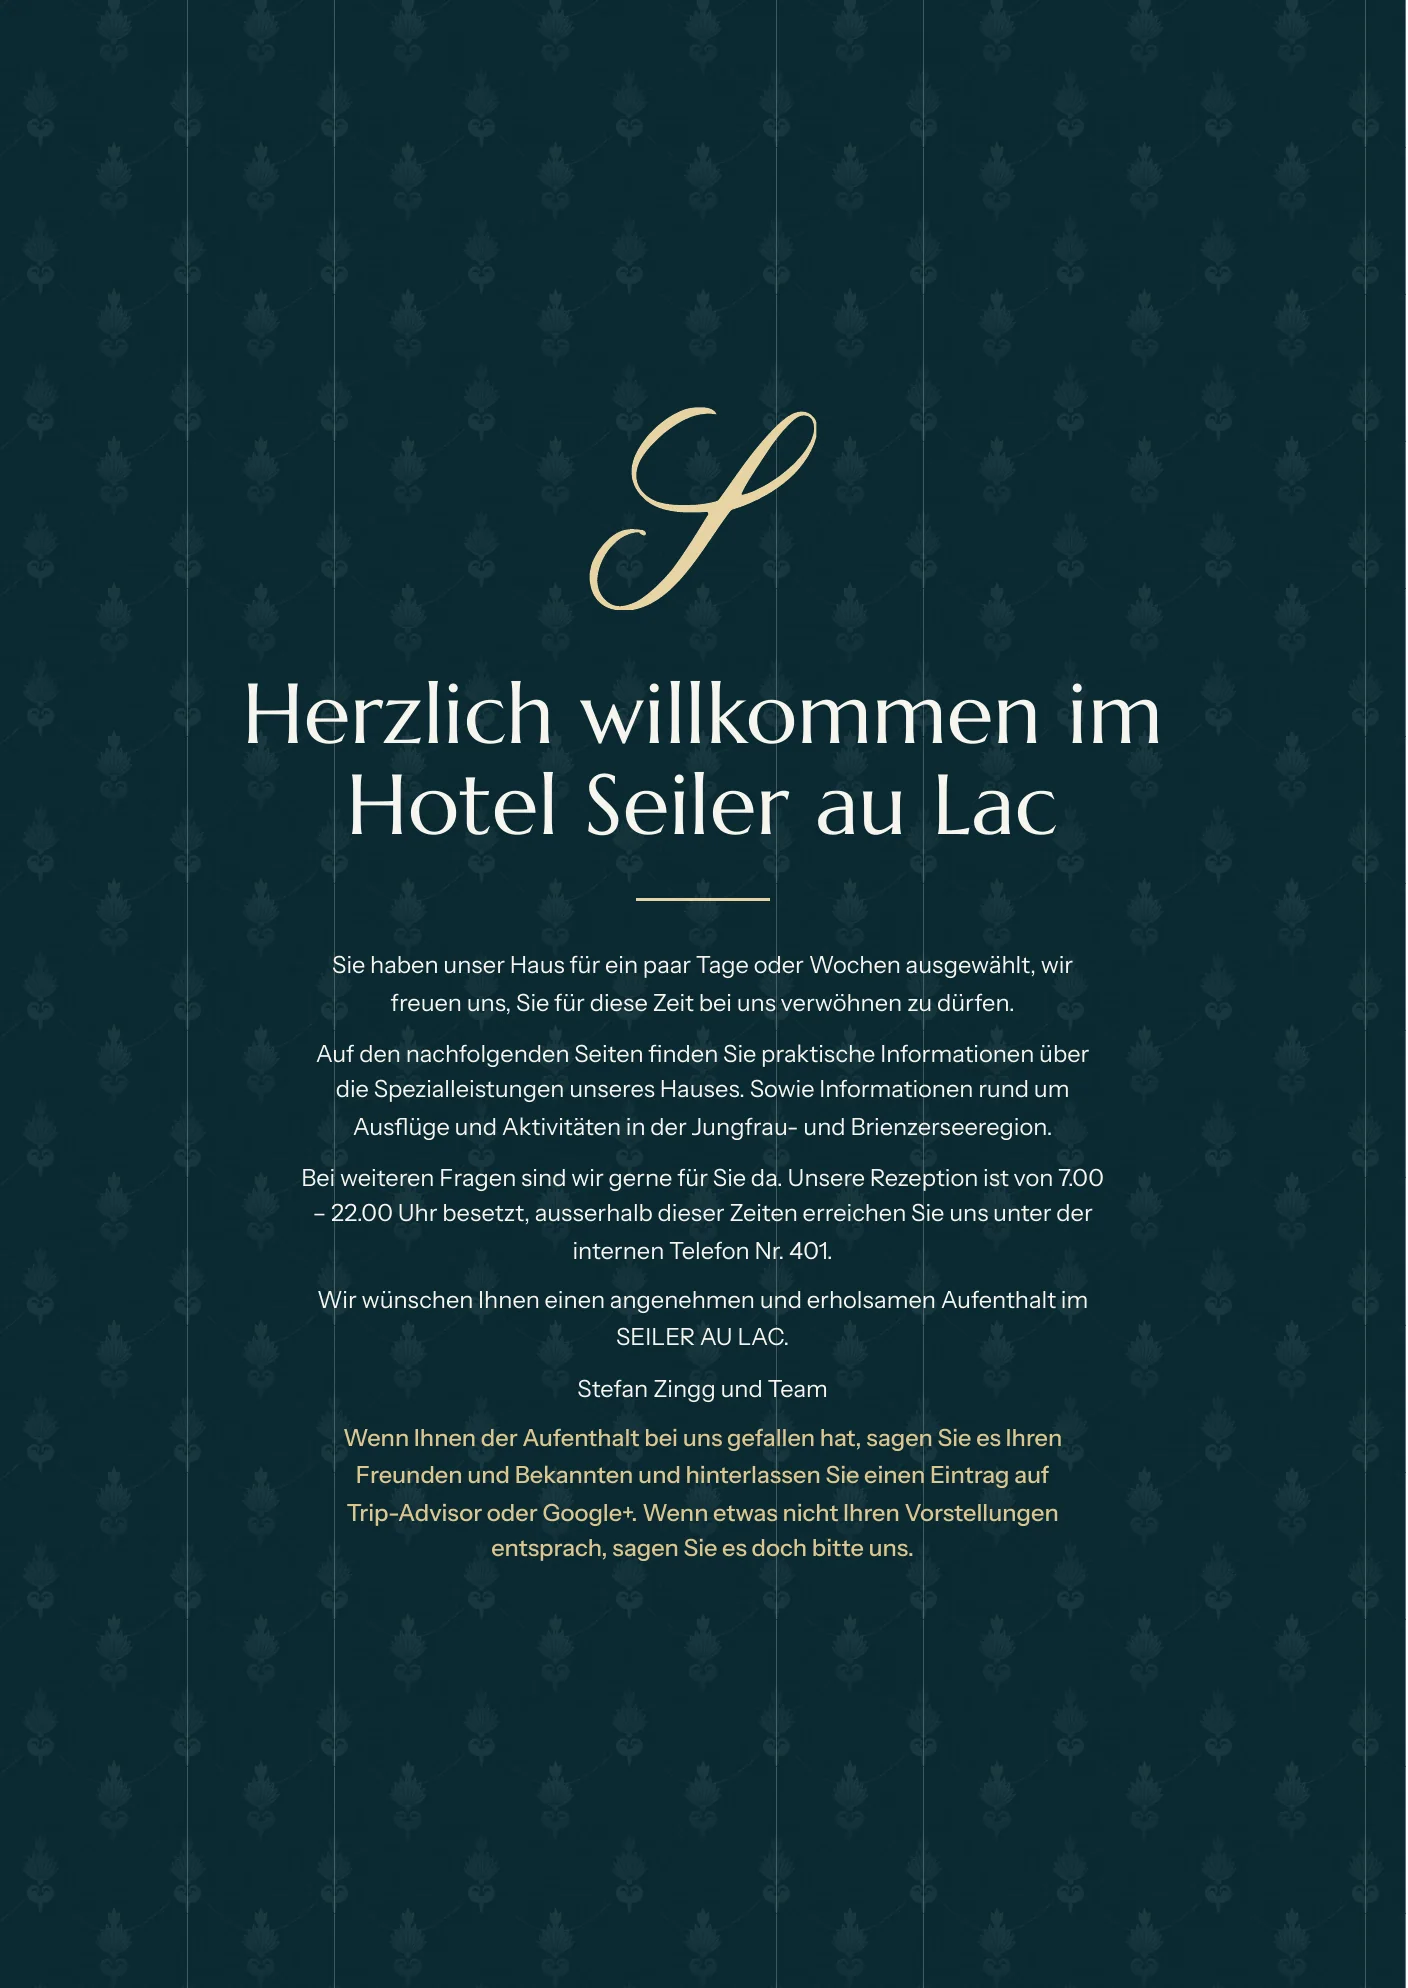 S
Herzlich willkommen im
Hotel Seiler au Lac
Sie haben unser Haus für ein paar Tage oder Wochen ausgewählt, wir
freuen uns, Sie für diese Zeit bei uns verwöhnen zu dürfen.
Auf den nachfolgenden Seiten finden Sie praktische Informationen über
die Spezialleistungen unseres Hauses. Sowie Informationen rund um
Ausflüge und Aktivitäten in der Jungfrau- und Brienzerseeregion.
Bei weiteren Fragen sind wir gerne für Sie da. Unsere Rezeption ist von 7.00
– 22.00 Uhr besetzt, ausserhalb dieser Zeiten erreichen Sie uns unter der
internen Telefon Nr. 401.
Wir wünschen Ihnen einen angenehmen und erholsamen Aufenthalt im
SEILER AU LAC.
Stefan Zingg und Team
Wenn Ihnen der Aufenthalt bei uns gefallen hat, sagen Sie es Ihren
Freunden und Bekannten und hinterlassen Sie einen Eintrag auf
Trip-Advisor oder Google+. Wenn etwas nicht Ihren Vorstellungen
entsprach, sagen Sie es doch bitte uns.